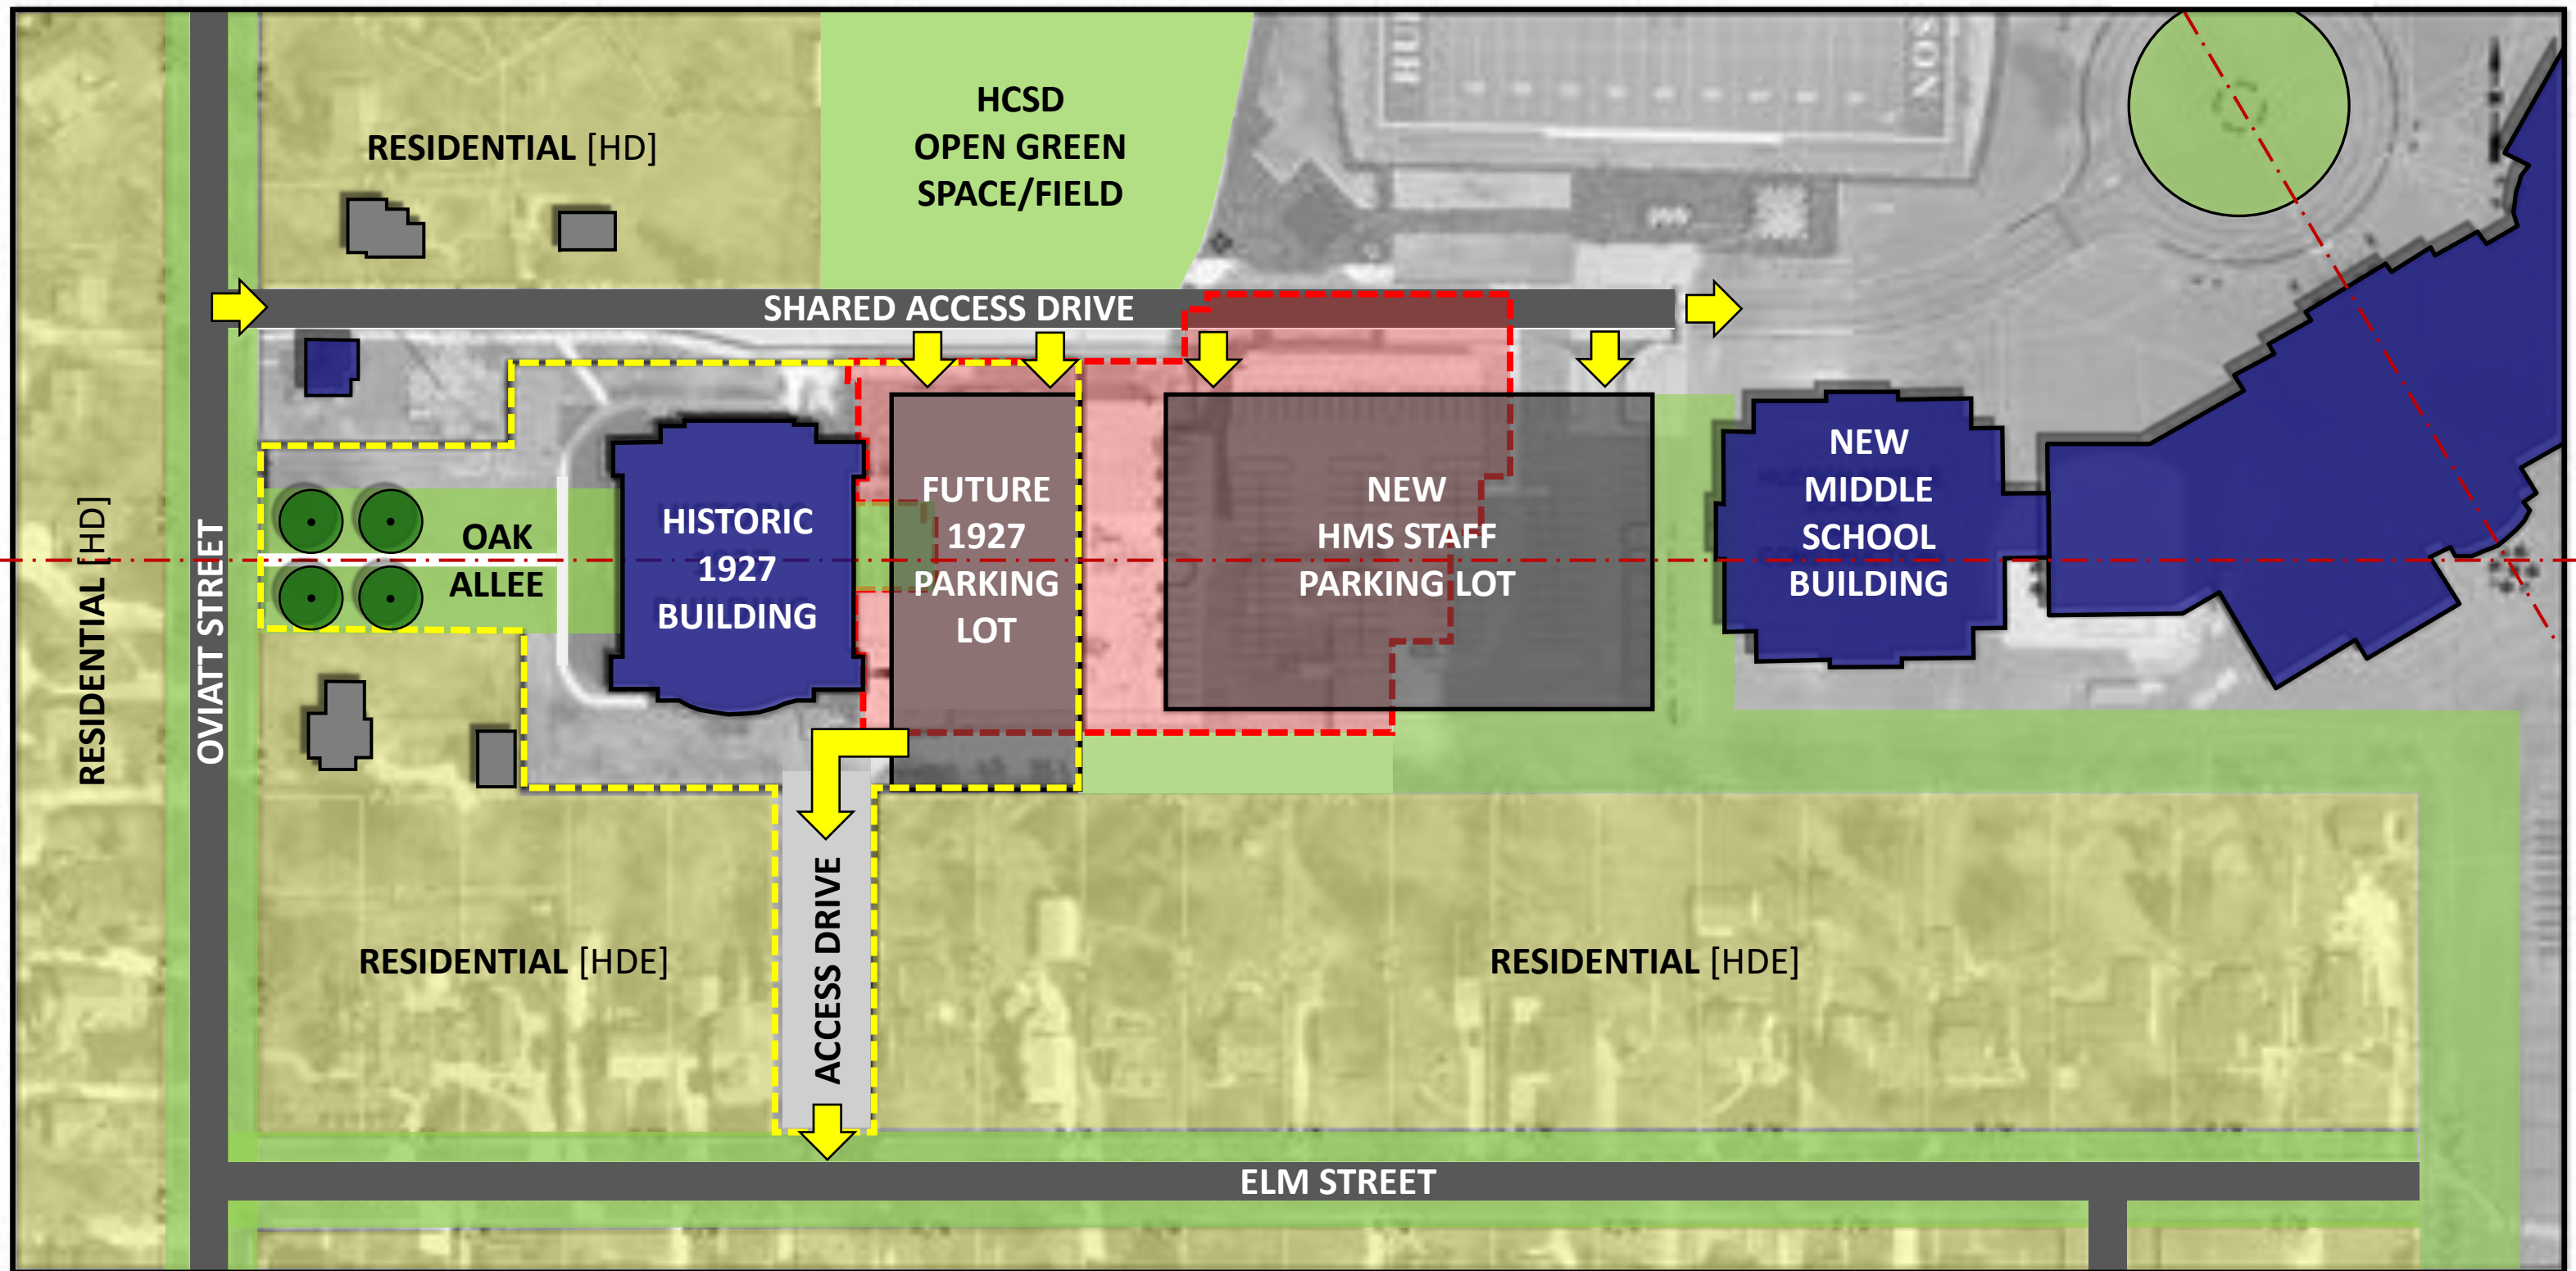 HCSD
OPEN GREEN
SPACE/FIELD
RESIDENTIAL [HD]
SHARED ACCESS DRIVE
RESIDENTIAL [HD]
OVIATT STREET
OAK
ALLEE
HISTORIC
1927
BUILDING
FUTURE
1927
PARKING
LOT
NEW
HMS STAFF
PARKING LOT
NEW
MIDDLE
SCHOOL
BUILDING
ACCESS DRIVE
RESIDENTIAL [HDE]
RESIDENTIAL [HDE]
ELM STREET